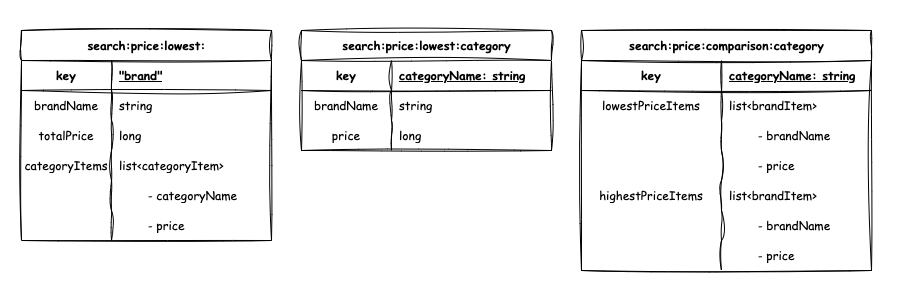 search:price:lowest:
key "brand"
brandName string
totalPrice long
categoryItems list<categoryItem>
- categoryName
- price
search:price:lowest:category
key categoryName: string
brandName string
price long
search:price:comparison:category
key categoryName: string
lowestPriceItems list<brandItem>
- brandName
- price
highestPriceItems list<brandItem>
- brandName
- price